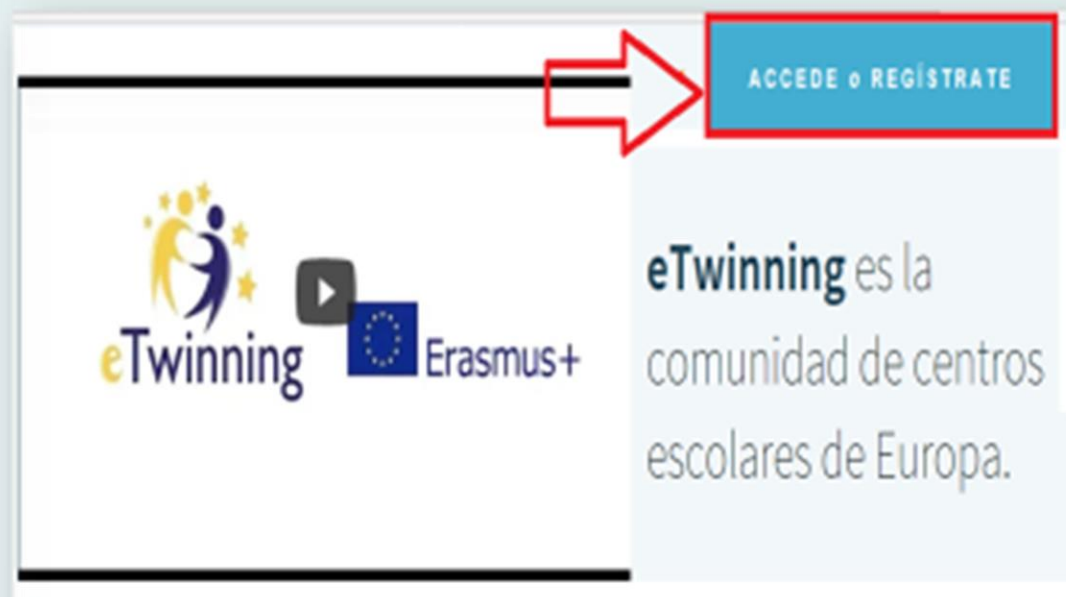 ACCEDE o REGÍSTRATE
eTwinning
Erasmus+
eTwinning es la
comunidad de centros
escolares de Europa.